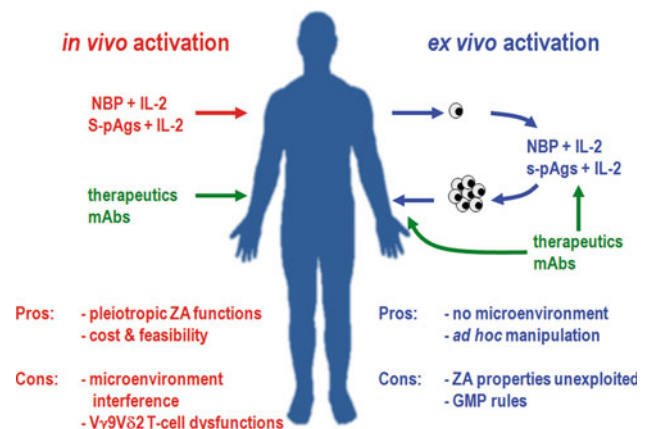 in vivo activation
NBP + IL-2
S-pAgs + IL-2
therapeutics
mAbs
Pros: - pleiotropic ZA functions
- cost & feasibility
Cons: - microenvironment
interference
- Vγ9Vδ2 T-cell dysfunctions
ex vivo activation
NBP + IL-2
s-pAgs + IL-2
therapeutics
mAbs
Pros: - no microenvironment
- ad hoc manipulation
Cons: - ZA properties unexploited
- GMP rules